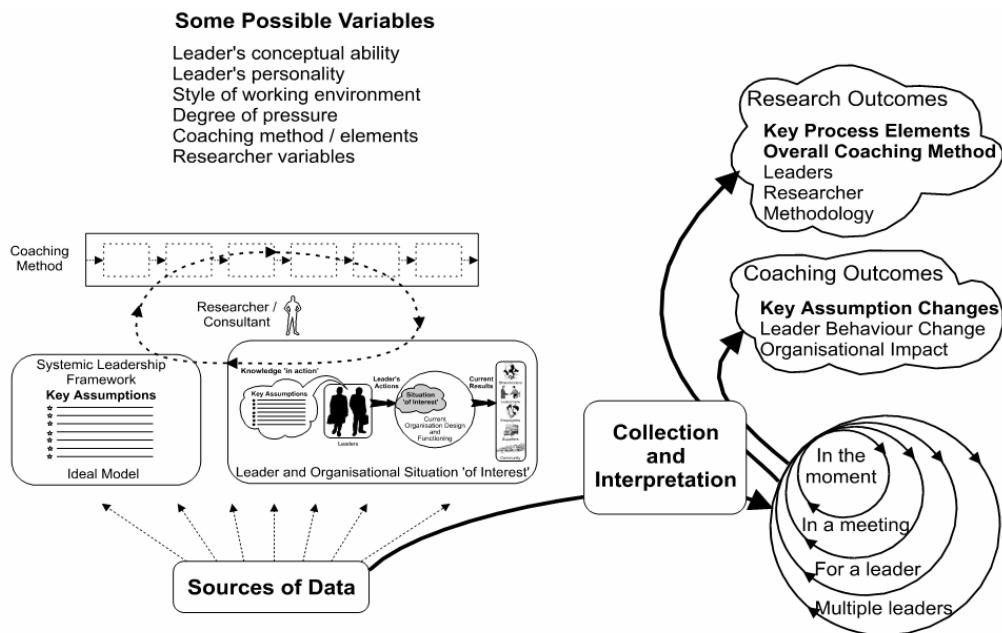 Some Possible Variables
Leader's conceptual ability
Leader's personality
Style of working environment
Degree of pressure
Coaching method / elements
Researcher variables
Research Outcomes
Key Process Elements
Overall Coaching Method
Leaders
Researcher
Methodology
Coaching
Method
Coaching Outcomes
Key Assumption Changes
Leader Behaviour Change
Organisational Impact
Researcher /
Consultant
Systemic Leadership
Framework
Key Assumptions
Ideal Model
Knowledge 'in action'
Key Assumptions
Leaders
Leader's
Actions
Situation
'of Interest'
Current
Organisation Design
and
Functioning
Current
Results
Suppliers
Community
Leader and Organisational Situation 'of Interest'
Collection
and
Interpretation
In the
moment
In a meeting
For a leader
Multiple leaders
Sources of Data